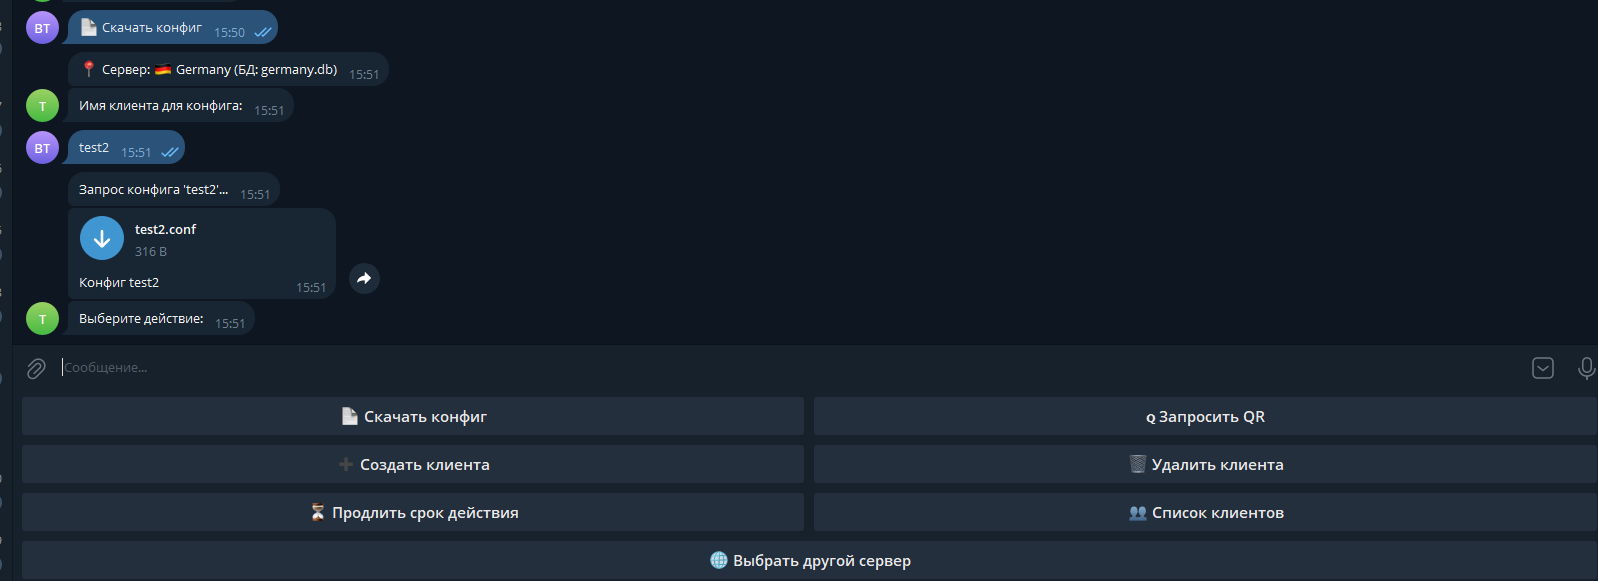 ВТ
Скачать конфиг 15:50
Сервер: Germany (БД: germany.db) 15:51
Т
Имя клиента для конфига: 15:51
ВТ
test2 15:51
Запрос конфига 'test2'... 15:51
test2.conf
316 B
Конфиг test2 15:51
Т
Выберите действие: 15:51
Сообщение...
Скачать конфиг
Q Запросить QR
Создать клиента
Удалить клиента
Продлить срок действия
Список клиентов
Выбрать другой сервер